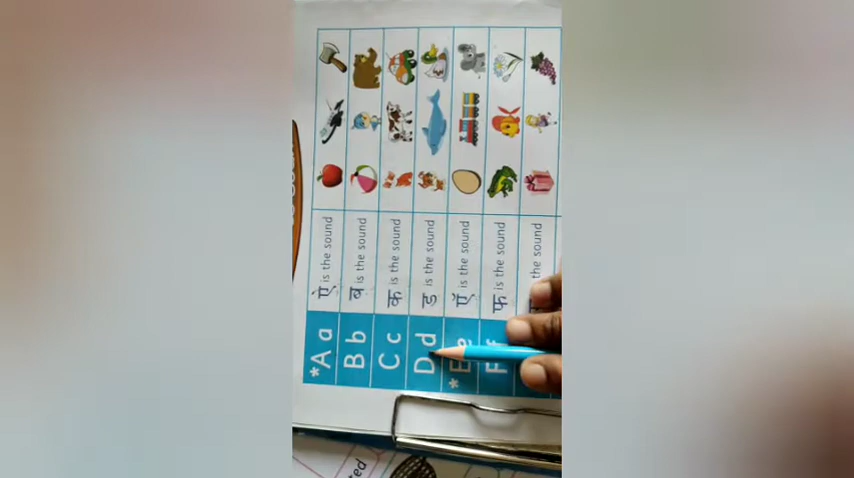 *A a ऍ is the sound
B b ब is the sound
C c क is the sound
D d ड is the sound
*E e ऍ is the sound
F f फ is the sound
the sound